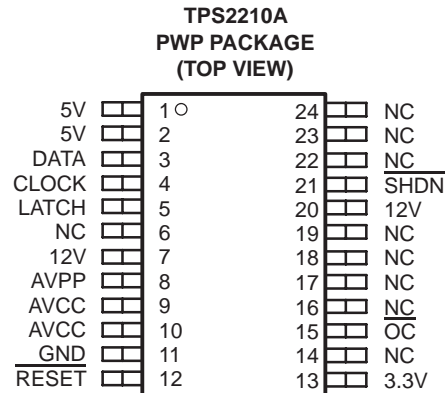 TPS2210A
PWP PACKAGE
(TOP VIEW)
5V 1 24 NC
5V 2 23 NC
DATA 3 22 NC
CLOCK 4 21 SHDN
LATCH 5 20 12V
NC 6 19 NC
12V 7 18 NC
AVPP 8 17 NC
AVCC 9 16 NC
AVCC 10 15 OC
GND 11 14 NC
RESET 12 13 3.3V